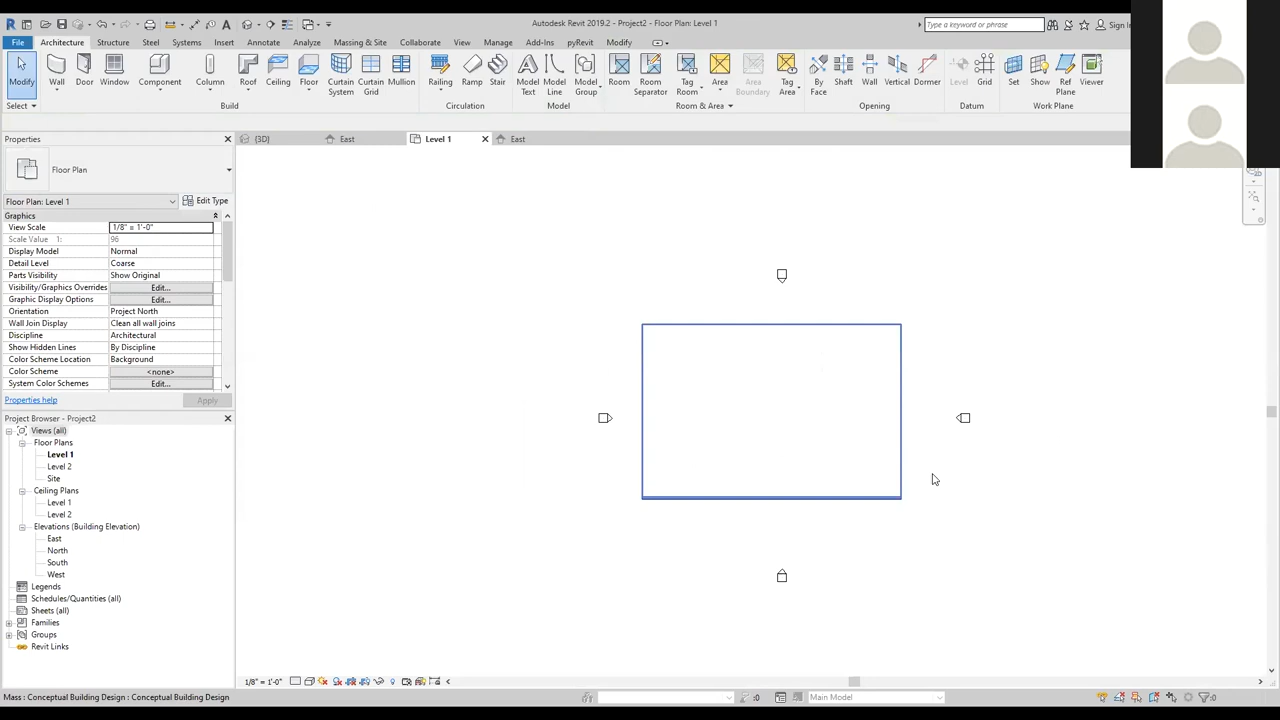 Autodesk Revit 2019.2 - Project2 - Floor Plan: Level 1
Type a keyword or phrase
Sign In
File Architecture Structure Steel Systems Insert Annotate Analyze Massing & Site Collaborate View Manage Add-Ins pyRevit Modify
Modify Wall Door Window Component Column Roof Ceiling Floor Curtain System Curtain Grid Mullion Railing Ramp Stair Model Text Model Line Model Group Room Room Separator Tag Room Area Area Boundary Tag Area By Face Shaft Wall Vertical Dormer Level Grid Set Show Ref Plane Viewer
Select Build Circulation Model Room & Area Opening Datum Work Plane
Properties
{3D} East Level 1 East
Floor Plan
Floor Plan: Level 1 Edit Type
Graphics
View Scale 1/8" = 1'-0"
Scale Value 1: 96
Display Model Normal
Detail Level Coarse
Parts Visibility Show Original
Visibility/Graphics Overrides Edit...
Graphic Display Options Edit...
Orientation Project North
Wall Join Display Clean all wall joins
Discipline Architectural
Show Hidden Lines By Discipline
Color Scheme Location Background
Color Scheme <none>
System Color Schemes Edit...
Properties help Apply
Project Browser - Project2
Views (all)
Floor Plans
Level 1
Level 2
Site
Ceiling Plans
Level 1
Level 2
Elevations (Building Elevation)
East
North
South
West
Legends
Schedules/Quantities (all)
Sheets (all)
Families
Groups
Revit Links
1/8" = 1'-0"
Mass : Conceptual Building Design : Conceptual Building Design
:0
Main Model
:0